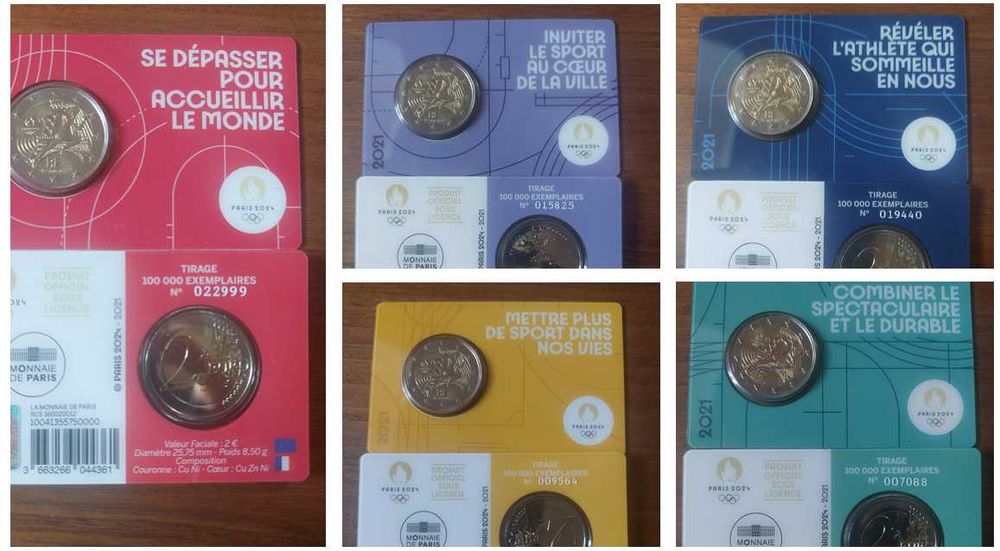 SE DÉPASSER
POUR
ACCUEILLIR
LE MONDE
PARIS 2024
PRODUIT
OFFICIEL
SOUS
LICENCE
TIRAGE
100 000 EXEMPLAIRES
N° 022999
MONNAIE
DE PARIS
© PARIS 2024 - 2021
LA MONNAIE DE PARIS
RCS 160020012
10041355750000
3 663266 044361
2
Valeur Faciale : 2 €
Diamètre 25,75 mm - Poids 8,50 g
Composition
Couronne : Cu Ni - Cœur : Cu Zn Ni
INVITER
LE SPORT
AU CŒUR
DE LA VILLE
2021
PARIS 2024
PARIS 2024
PRODUIT
OFFICIEL
SOUS
LICENCE
TIRAGE
100 000 EXEMPLAIRES
N° 015825
MONNAIE
DE PARIS
PARIS 2024 - 2021
RÉVÉLER
L'ATHLÈTE QUI
SOMMEILLE
EN NOUS
2021
PARIS 2024
PARIS 2024
PRODUIT
OFFICIEL
SOUS
LICENCE
TIRAGE
100 000 EXEMPLAIRES
N° 019440
MONNAIE
2024 - 2021
METTRE PLUS
DE SPORT DANS
NOS VIES
2021
PARIS 2024
PARIS 2024
PRODUIT
OFFICIEL
SOUS
LICENCE
TIRAGE
100 000 EXEMPLAIRES
N° 009564
MONNAIE
2024 - 2021
COMBINER LE
SPECTACULAIRE
ET LE DURABLE
2021
PARIS 2024
PARIS 2024
PRODUIT
OFFICIEL
SOUS
LICENCE
TIRAGE
100 000 EXEMPLAIRES
N° 007088
MONNAIE
2024 - 2021